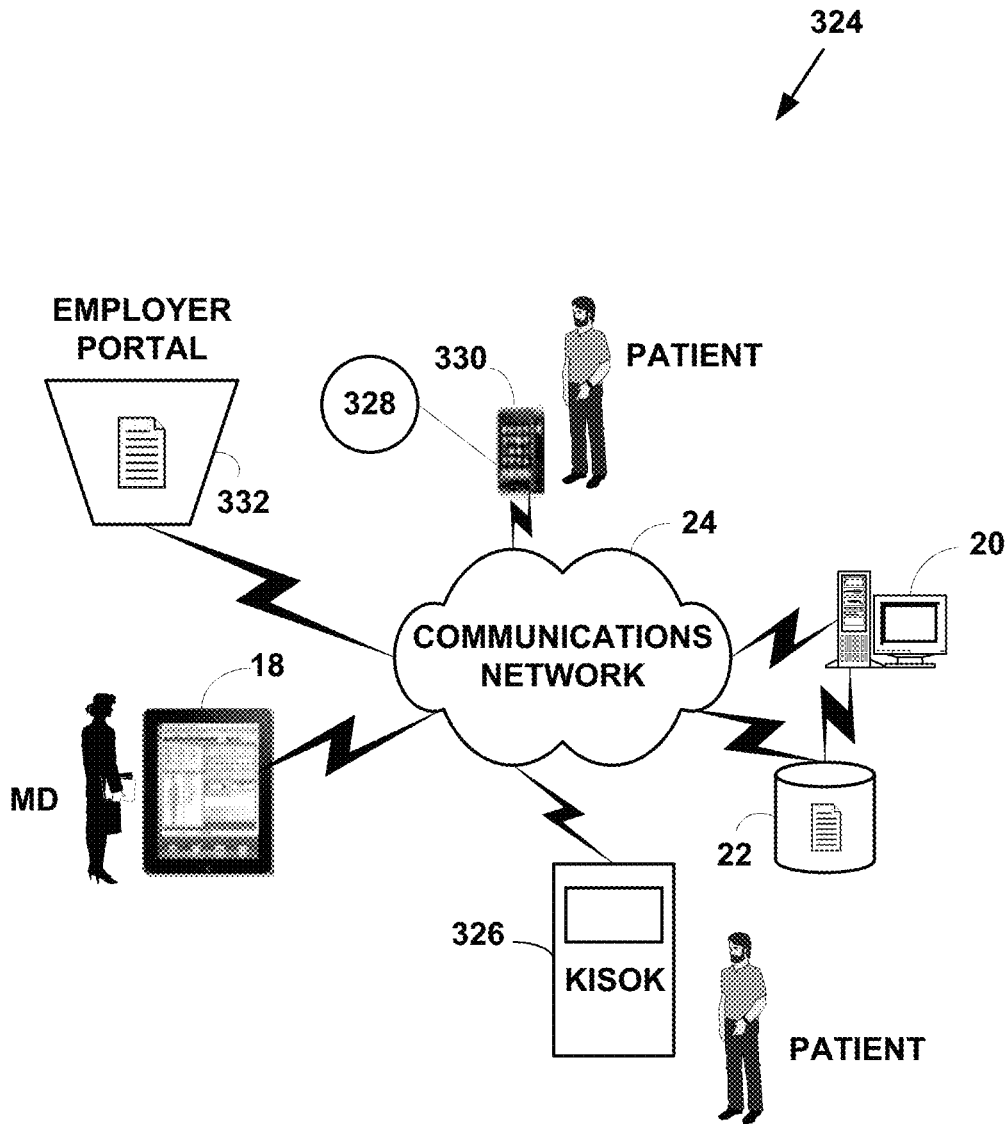 324
EMPLOYER
PORTAL
330
PATIENT
328
332
24
20
COMMUNICATIONS
NETWORK
18
MD
22
326
KISOK
PATIENT